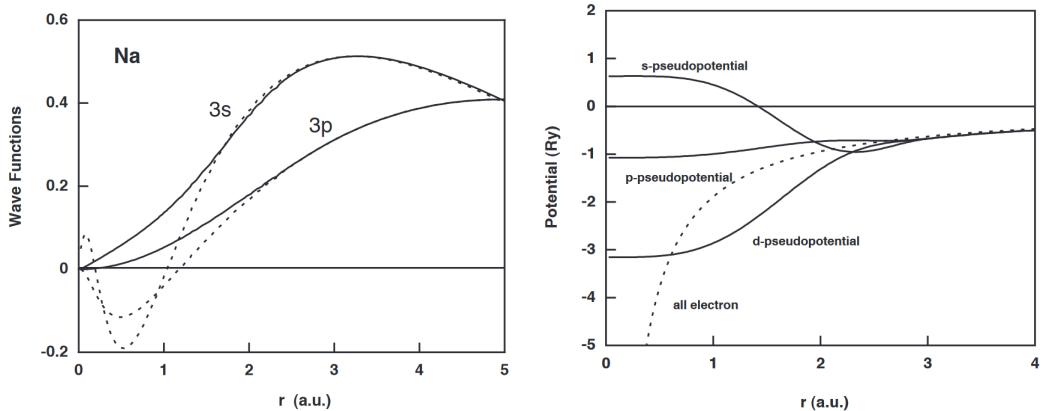 Na
3s
3p
0.6
0.4
0.2
0
-0.2
0 1 2 3 4 5
Wave Functions
r (a.u.)
s-pseudopotential
p-pseudopotential
d-pseudopotential
all electron
2
1
0
-1
-2
-3
-4
-5
0 1 2 3 4
Potential (Ry)
r (a.u.)